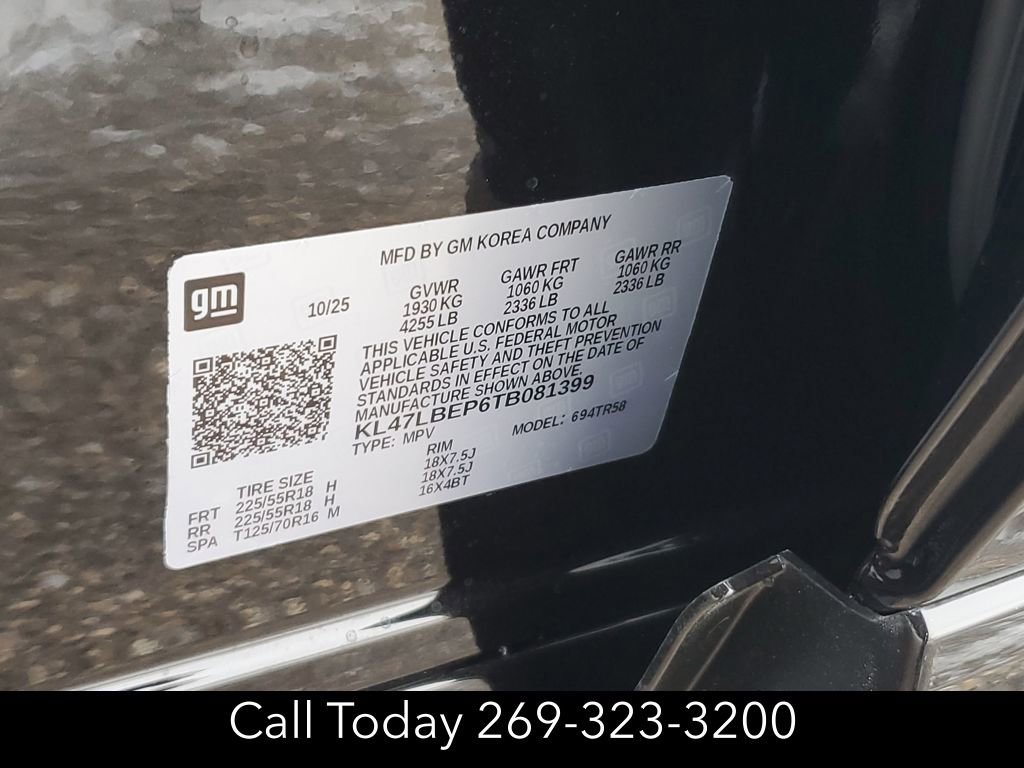 MFD BY GM KOREA COMPANY
gm
10/25
GVWR GAWR FRT GAWR RR
1930 KG 1060 KG 1060 KG
4255 LB 2336 LB 2336 LB
THIS VEHICLE CONFORMS TO ALL
APPLICABLE U.S. FEDERAL MOTOR
VEHICLE SAFETY AND THEFT PREVENTION
STANDARDS IN EFFECT ON THE DATE OF
MANUFACTURE SHOWN ABOVE.
KL47LBEP6TB081399
TYPE: MPV MODEL: 694TR58
TIRE SIZE RIM
FRT 225/55R18 H 18X7.5J
RR 225/55R18 H 18X7.5J
SPA T125/70R16 M 16X4BT
Call Today 269-323-3200